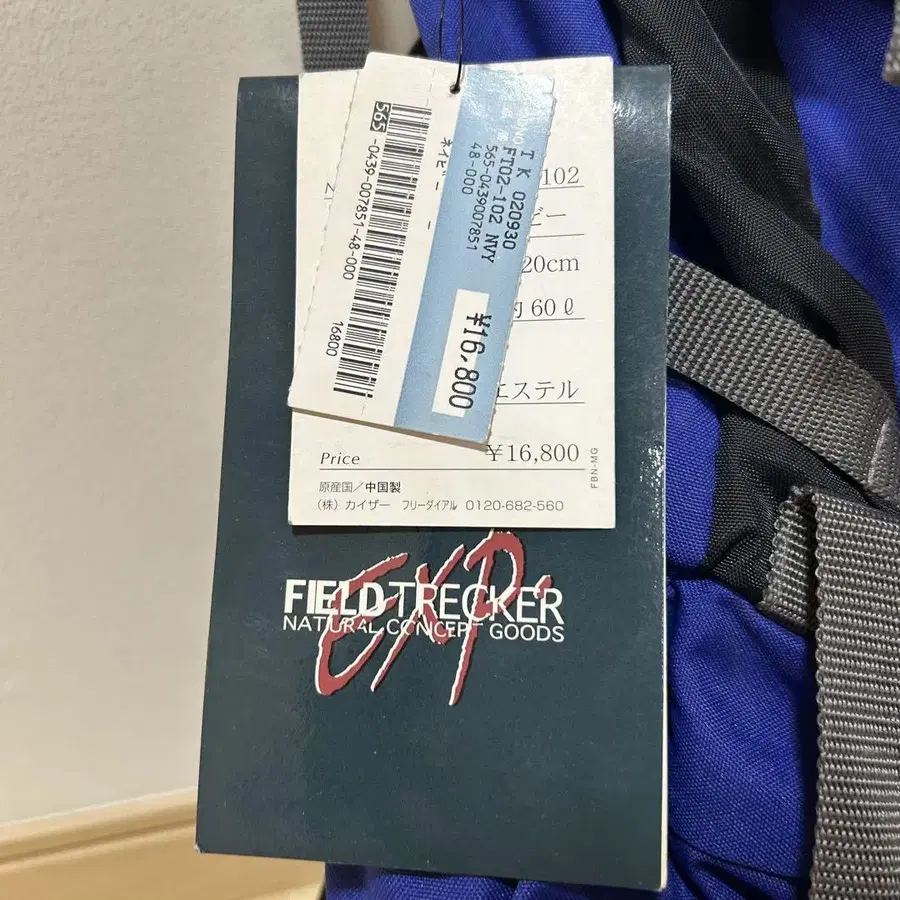 565-0439-007851-48-000
16800
ネイビー
T K 020930
FT02-102 NVY
565-0439007851
48-000
¥16,800
102
ビー
20cm
60ℓ
エステル
Price ¥16,800
原産国／中国製
（株）カイザー フリーダイアル 0120-682-560
FBN-MG
EXP.
FIELD TRECKER
NATURAL CONCEPT GOODS